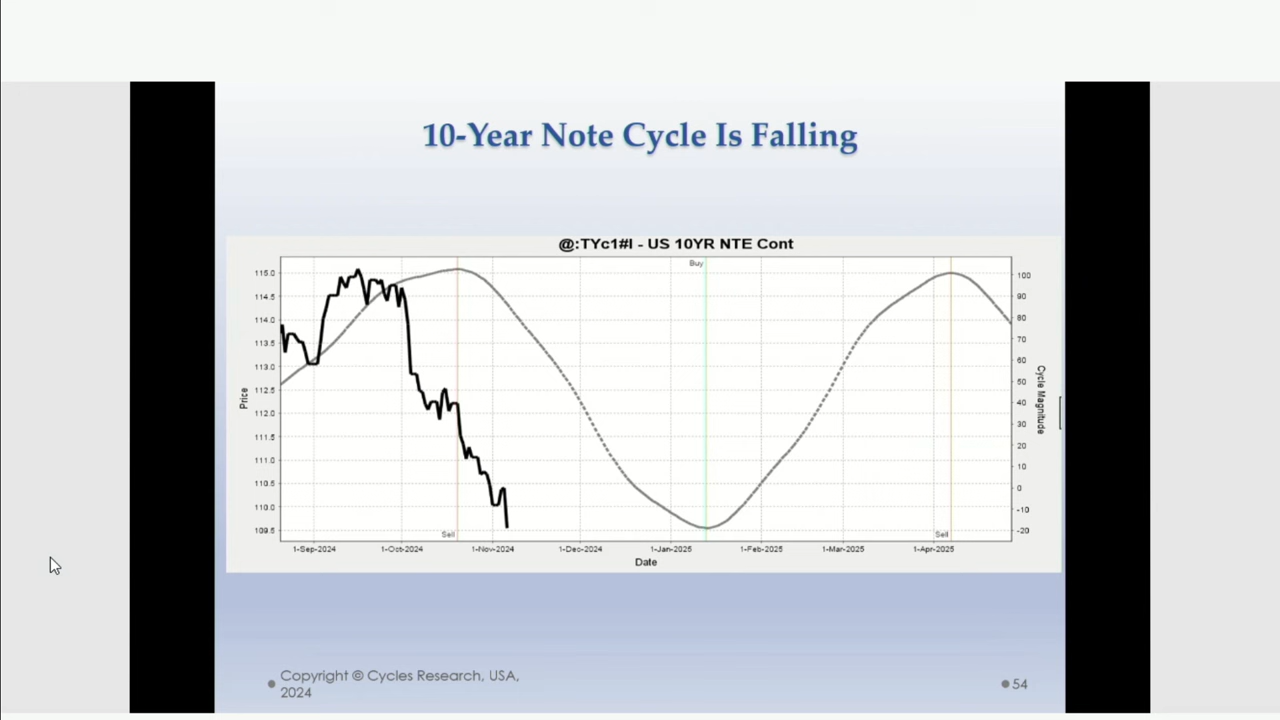 10-Year Note Cycle Is Falling
@:TYc1#I - US 10YR NTE Cont
Buy
115.0
114.5
114.0
113.5
113.0
112.5
112.0
111.5
111.0
110.5
110.0
109.5
Price
100
90
80
70
60
50
40
30
20
10
0
-10
-20
Cycle Magnitude
Sell
Sell
1-Sep-2024 1-Oct-2024 1-Nov-2024 1-Dec-2024 1-Jan-2025 1-Feb-2025 1-Mar-2025 1-Apr-2025
Date
Copyright © Cycles Research, USA,
2024
54